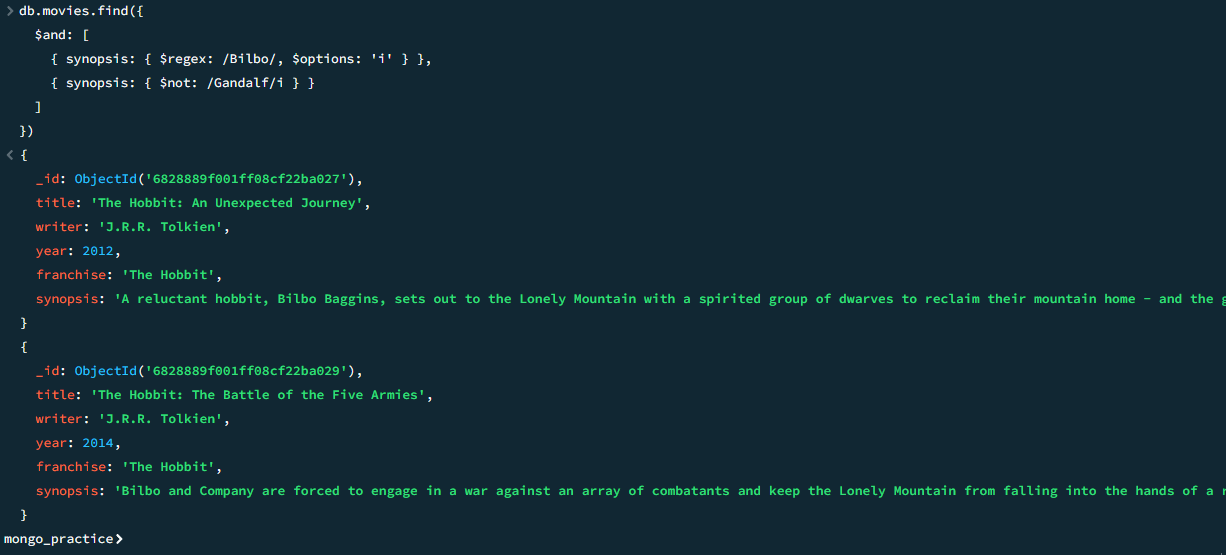 > db.movies.find({
$and: [
{ synopsis: { $regex: /Bilbo/, $options: 'i' } },
{ synopsis: { $not: /Gandalf/i } }
]
})
< {
_id: ObjectId('6828889f001ff08cf22ba027'),
title: 'The Hobbit: An Unexpected Journey',
writer: 'J.R.R. Tolkien',
year: 2012,
franchise: 'The Hobbit',
synopsis: 'A reluctant hobbit, Bilbo Baggins, sets out to the Lonely Mountain with a spirited group of dwarves to reclaim their mountain home - and the
}
{
_id: ObjectId('6828889f001ff08cf22ba029'),
title: 'The Hobbit: The Battle of the Five Armies',
writer: 'J.R.R. Tolkien',
year: 2014,
franchise: 'The Hobbit',
synopsis: 'Bilbo and Company are forced to engage in a war against an array of combatants and keep the Lonely Mountain from falling into the hands of a
}
mongo_practice>